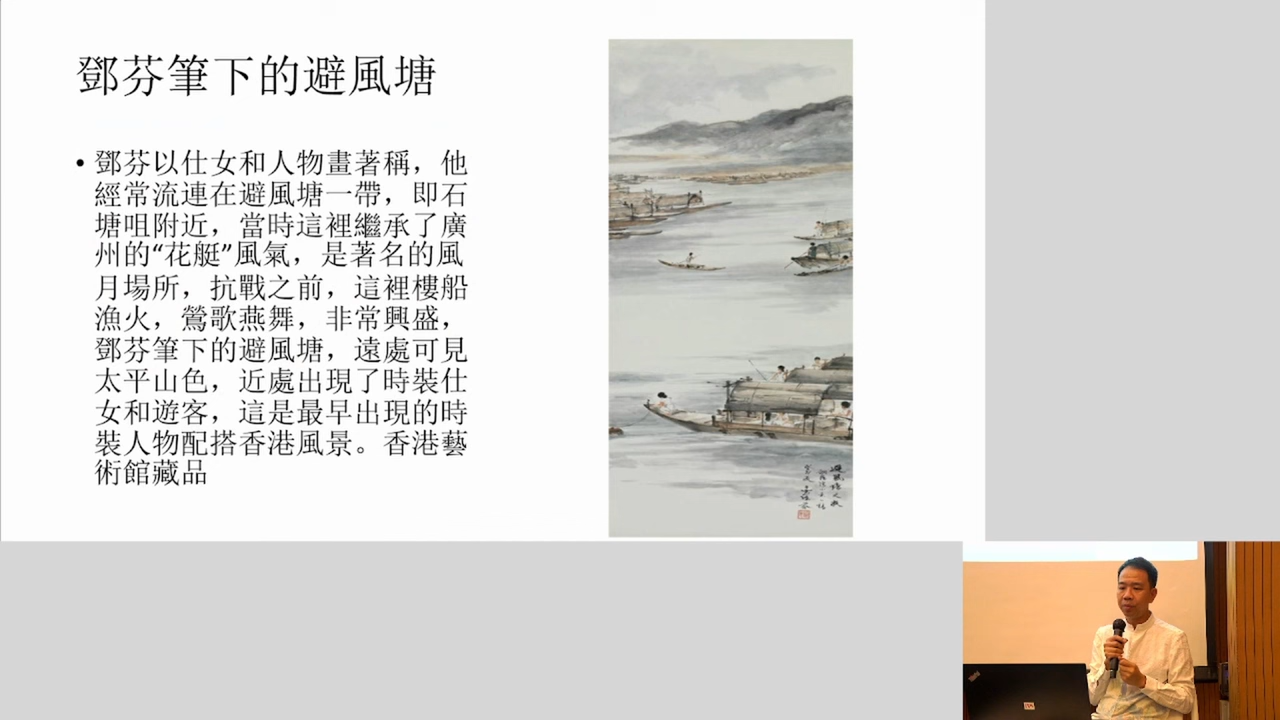 鄧芬筆下的避風塘
• 鄧芬以仕女和人物畫著稱，他
經常流連在避風塘一帶，即石
塘咀附近，當時這裡繼承了廣
州的“花艇”風氣，是著名的風
月場所，抗戰之前，這裡樓船
漁火，鶯歌燕舞，非常興盛，
鄧芬筆下的避風塘，遠處可見
太平山色，近處出現了時裝仕
女和遊客，這是最早出現的時
裝人物配搭香港風景。香港藝
術館藏品